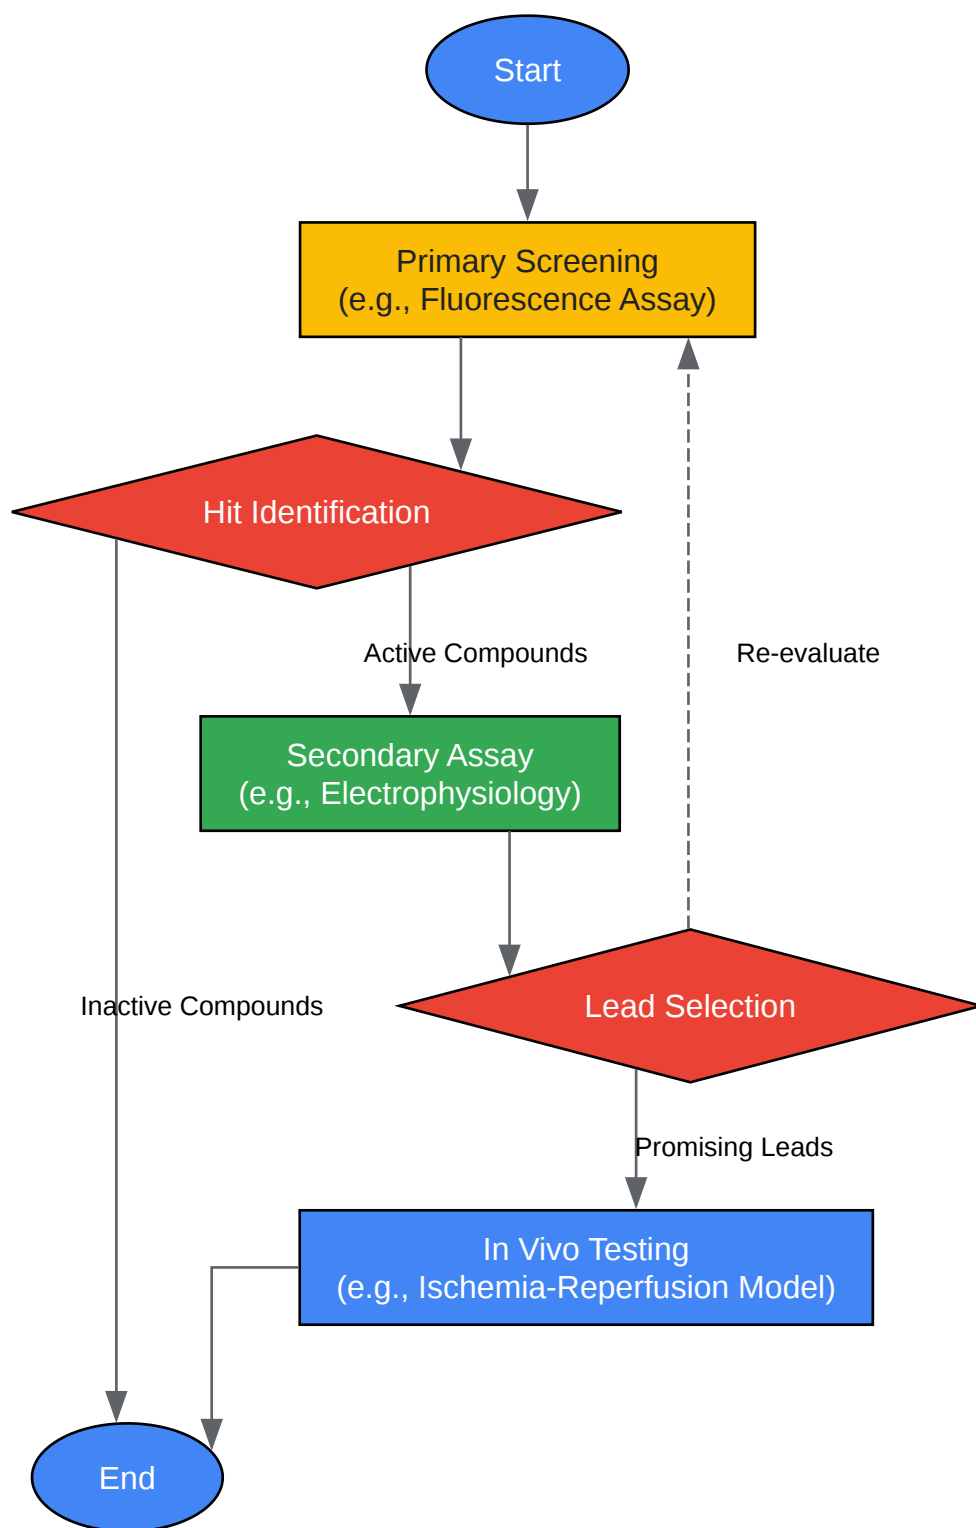 Start
Primary Screening
(e.g., Fluorescence Assay)
Hit Identification
Active Compounds
Re-evaluate
Secondary Assay
(e.g., Electrophysiology)
Inactive Compounds
Lead Selection
Promising Leads
In Vivo Testing
(e.g., Ischemia-Reperfusion Model)
End